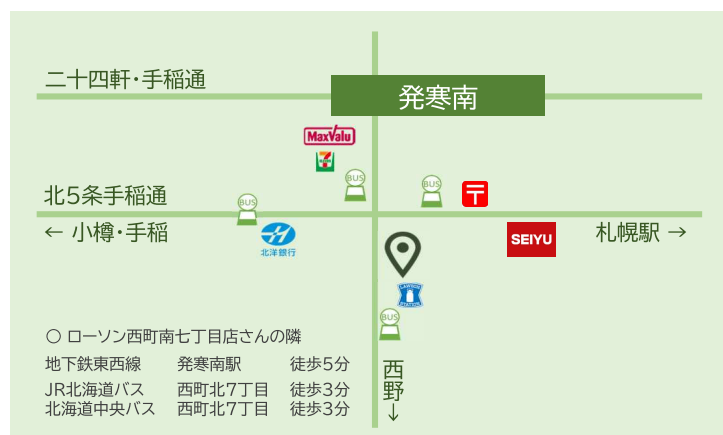 二十四軒・手稲通
発寒南
MaxValu
BUS
BUS
北5条手稲通
BUS
〒
← 小樽・手稲
北洋銀行
SEIYU
札幌駅 →
LAWSON
BUS
〇 ローソン西町南七丁目店さんの隣
地下鉄東西線 発寒南駅 徒歩5分
JR北海道バス 西町北7丁目 徒歩3分
北海道中央バス 西町北7丁目 徒歩3分
西野↓